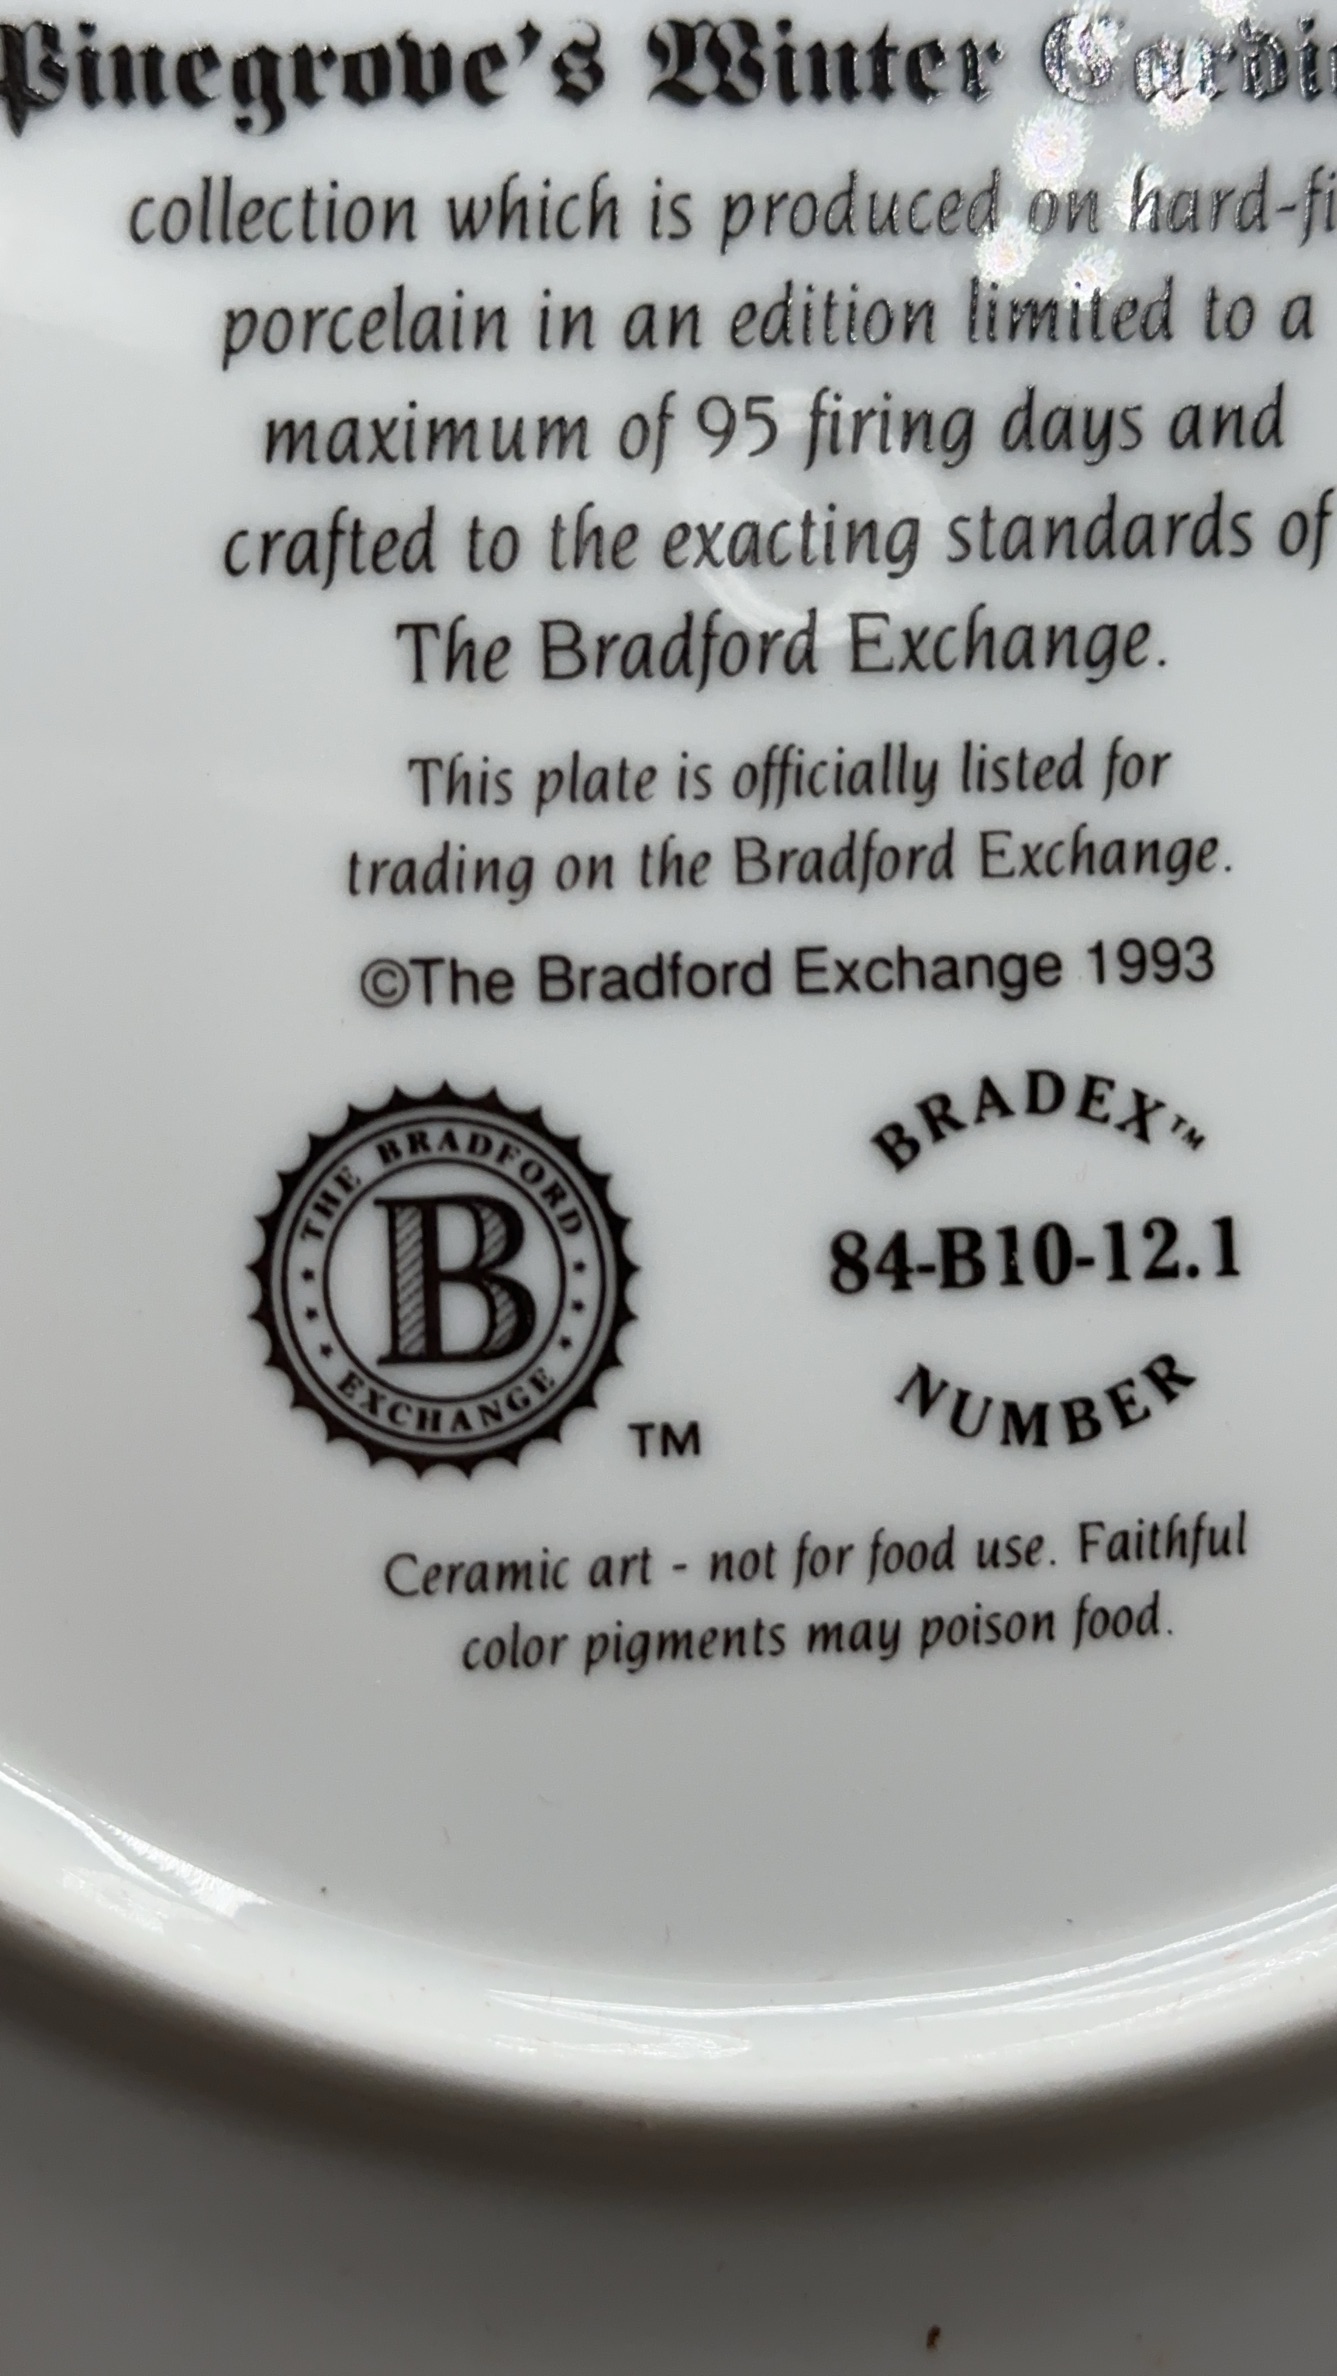 Pinegrove's Winter
collection which is produced on
porcelain in an edition limited to a
maximum of 95 firing days and
crafted to the exacting standards of
The Bradford Exchange.
This plate is officially listed for
trading on the Bradford Exchange.
©The Bradford Exchange 1993
THE BRADFORD
B
EXCHANGE
TM
BRADEX™
84-B10-12.1
NUMBER
Ceramic art - not for food use. Faithful
color pigments may poison food.